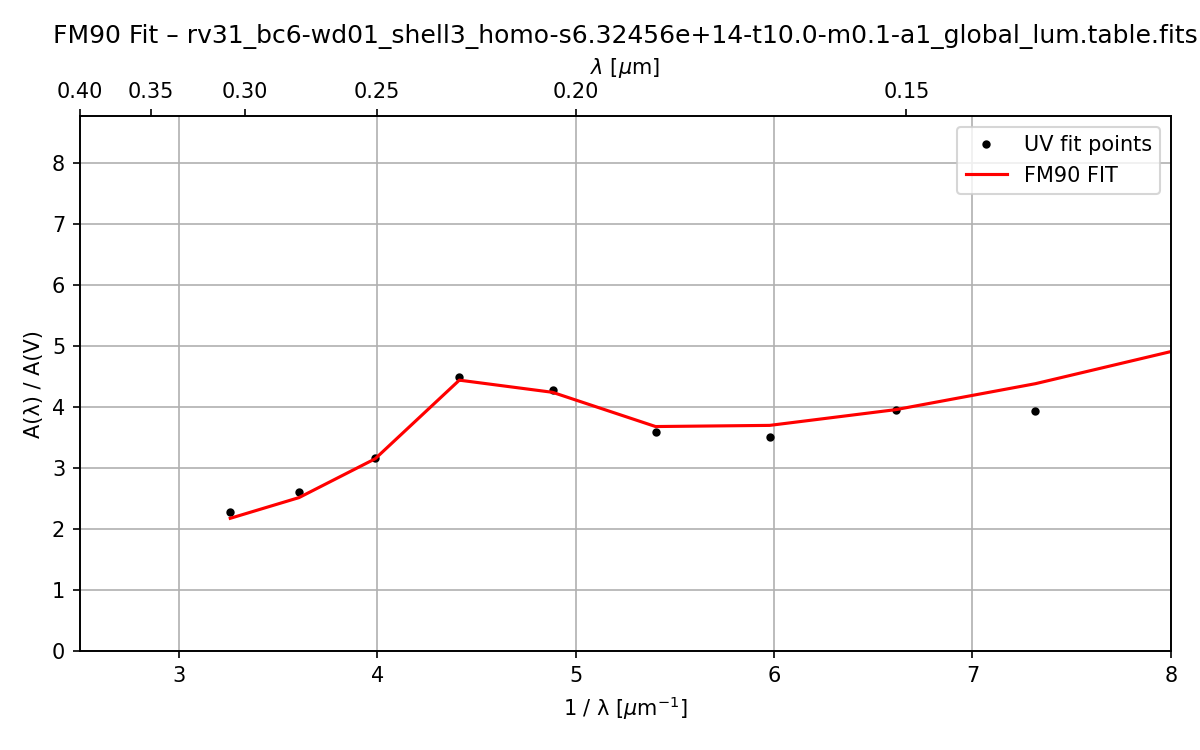 FM90 Fit – rv31_bc6-wd01_shell3_homo-s6.32456e+14-t10.0-m0.1-a1_global_lum.table.fits
λ [μm]
0.40 0.35 0.30 0.25 0.20 0.15
UV fit points
FM90 FIT
8
7
6
5
4
3
2
1
0
A(λ) / A(V)
3 4 5 6 7 8
1 / λ [μm⁻¹]